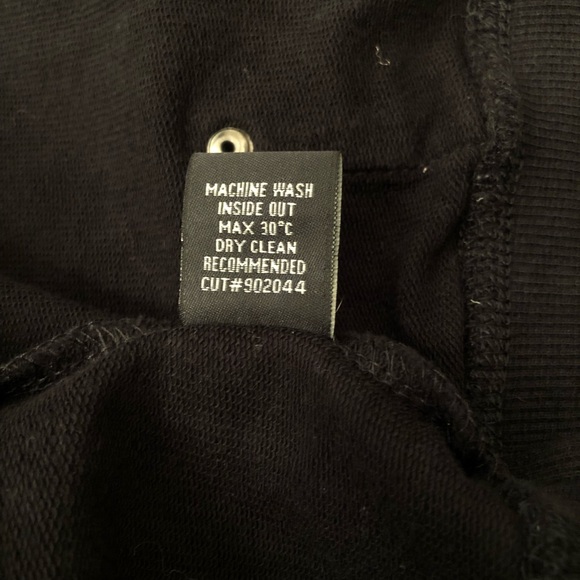 MACHINE WASH
INSIDE OUT
MAX 30°C
DRY CLEAN
RECOMMENDED
CUT#902044